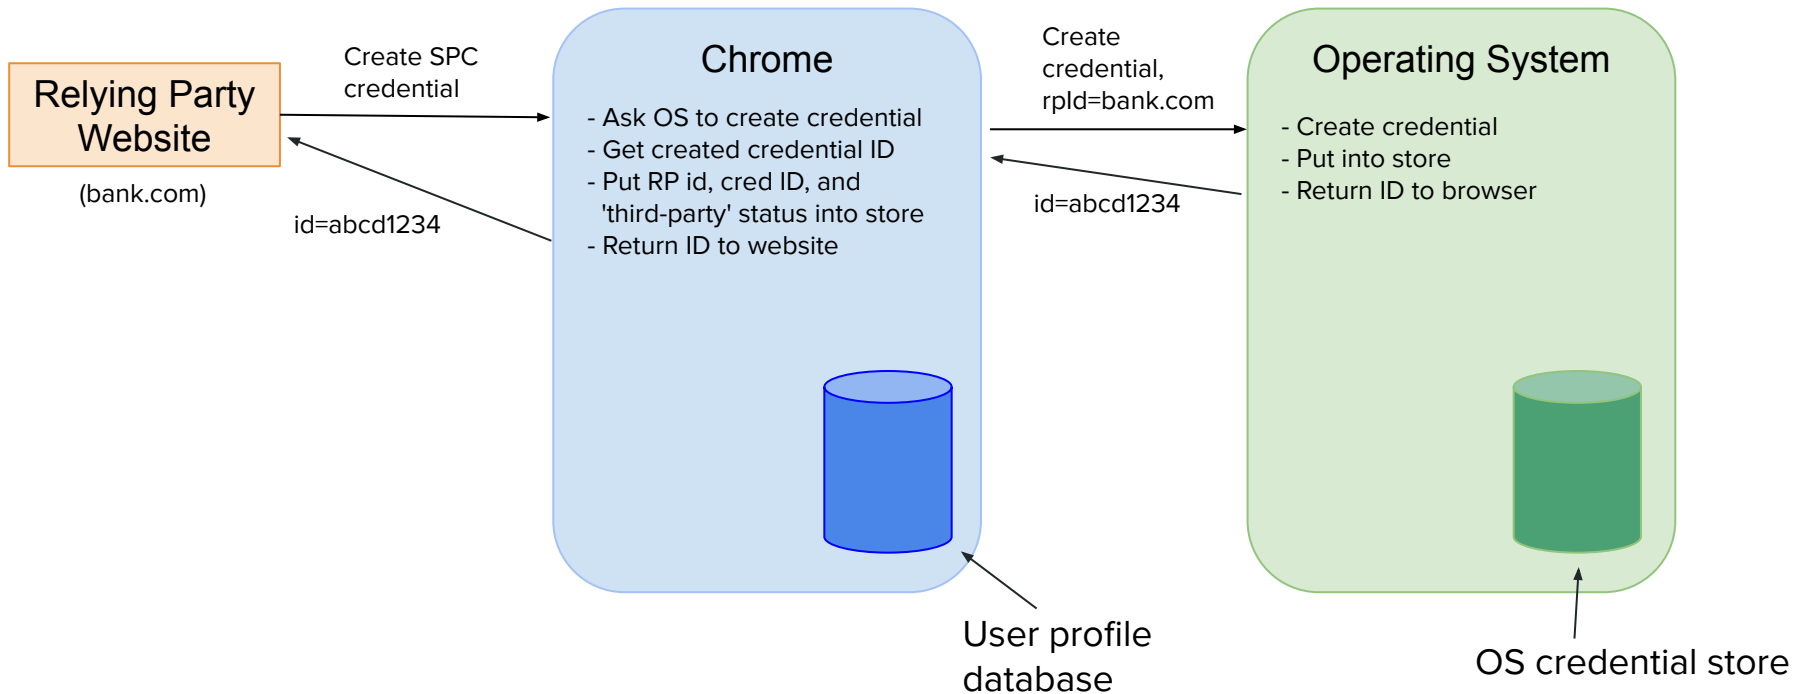 Relying Party
Website
(bank.com)
Create SPC
credential
id=abcd1234
Chrome
- Ask OS to create credential
- Get created credential ID
- Put RP id, cred ID, and
'third-party' status into store
- Return ID to website
User profile
database
Create
credential,
rpId=bank.com
id=abcd1234
Operating System
- Create credential
- Put into store
- Return ID to browser
OS credential store